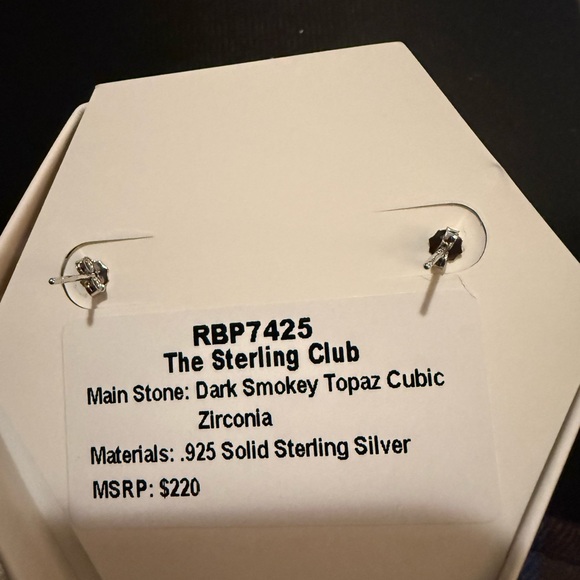 RBP7425
The Sterling Club
Main Stone: Dark Smokey Topaz Cubic
Zirconia
Materials: .925 Solid Sterling Silver
MSRP: $220